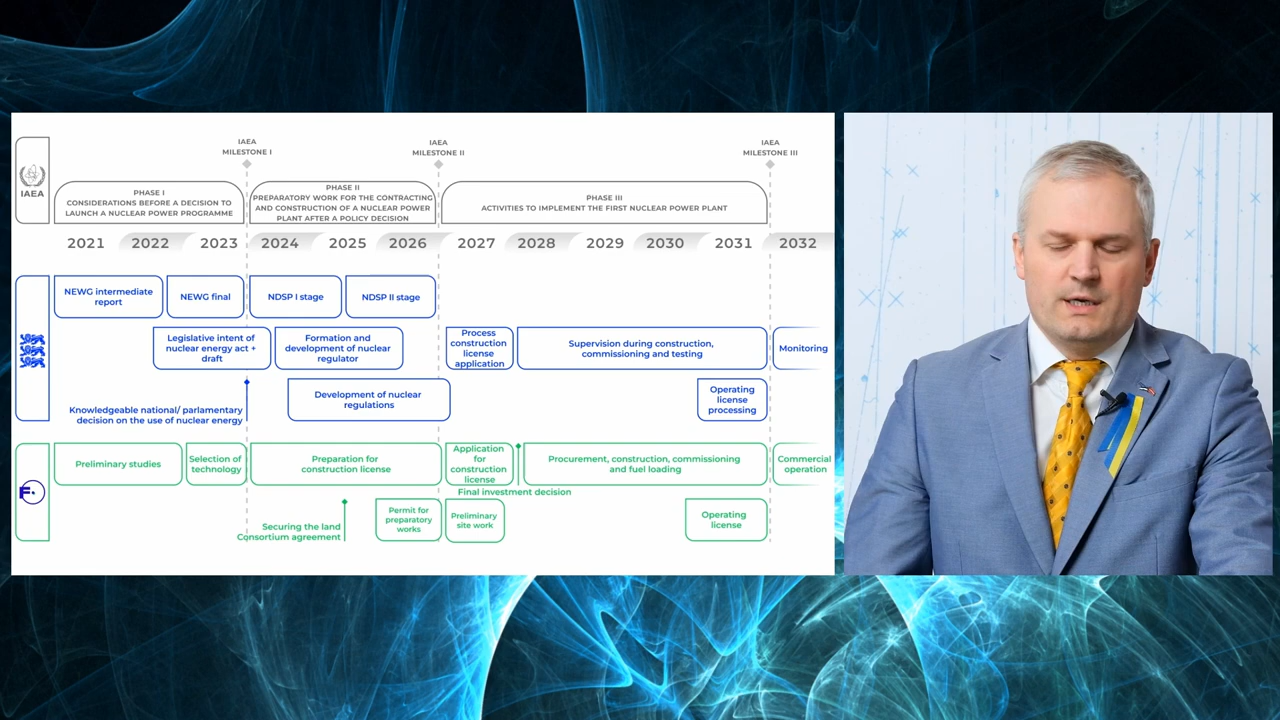 IAEA
MILESTONE I
IAEA
MILESTONE II
IAEA
MILESTONE III
IAEA
PHASE I
CONSIDERATIONS BEFORE A DECISION TO
LAUNCH A NUCLEAR POWER PROGRAMME
PHASE II
PREPARATORY WORK FOR THE CONTRACTING
AND CONSTRUCTION OF A NUCLEAR POWER
PLANT AFTER A POLICY DECISION
PHASE III
ACTIVITIES TO IMPLEMENT THE FIRST NUCLEAR POWER PLANT
2021 2022 2023 2024 2025 2026 2027 2028 2029 2030 2031 2032
NEWG intermediate
report
NEWG final
NDSP I stage
NDSP II stage
Legislative intent of
nuclear energy act +
draft
Formation and
development of nuclear
regulator
Process
construction
license
application
Supervision during construction,
commissioning and testing
Monitoring
Knowledgeable national/ parlamentary
decision on the use of nuclear energy
Development of nuclear
regulations
Operating
license
processing
Preliminary studies
Selection of
technology
Preparation for
construction license
Application
for
construction
license
Procurement, construction, commissioning
and fuel loading
Commercial
operation
Final investment decision
F.
Securing the land
Consortium agreement
Permit for
preparatory
works
Preliminary
site work
Operating
license